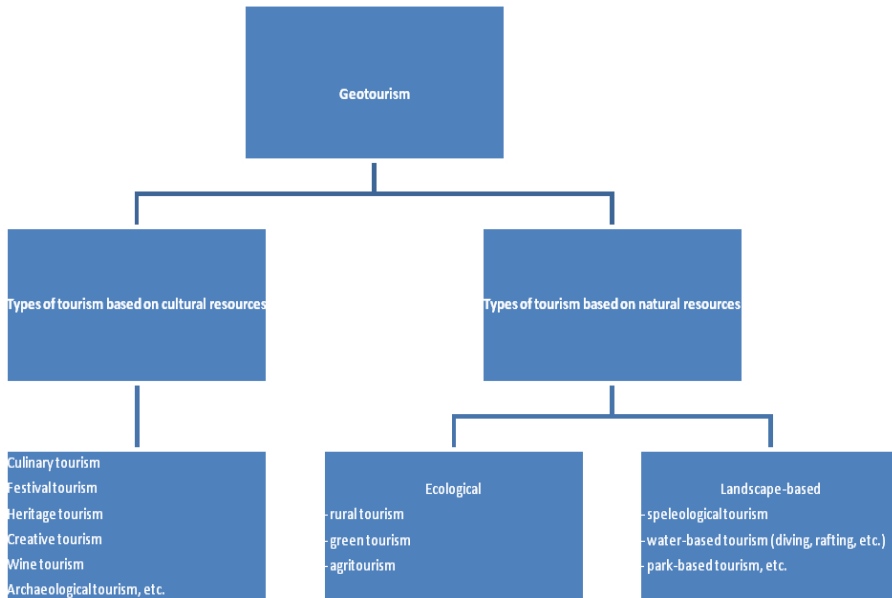 Geotourism
Types of tourism based on cultural resources
Types of tourism based on natural resources
Culinary tourism
Festival tourism
Heritage tourism
Creative tourism
Wine tourism
Archaeological tourism, etc.
Ecological
- rural tourism
- green tourism
- agritourism
Landscape-based
- speleological tourism
- water-based tourism (diving, rafting, etc.)
- park-based tourism, etc.